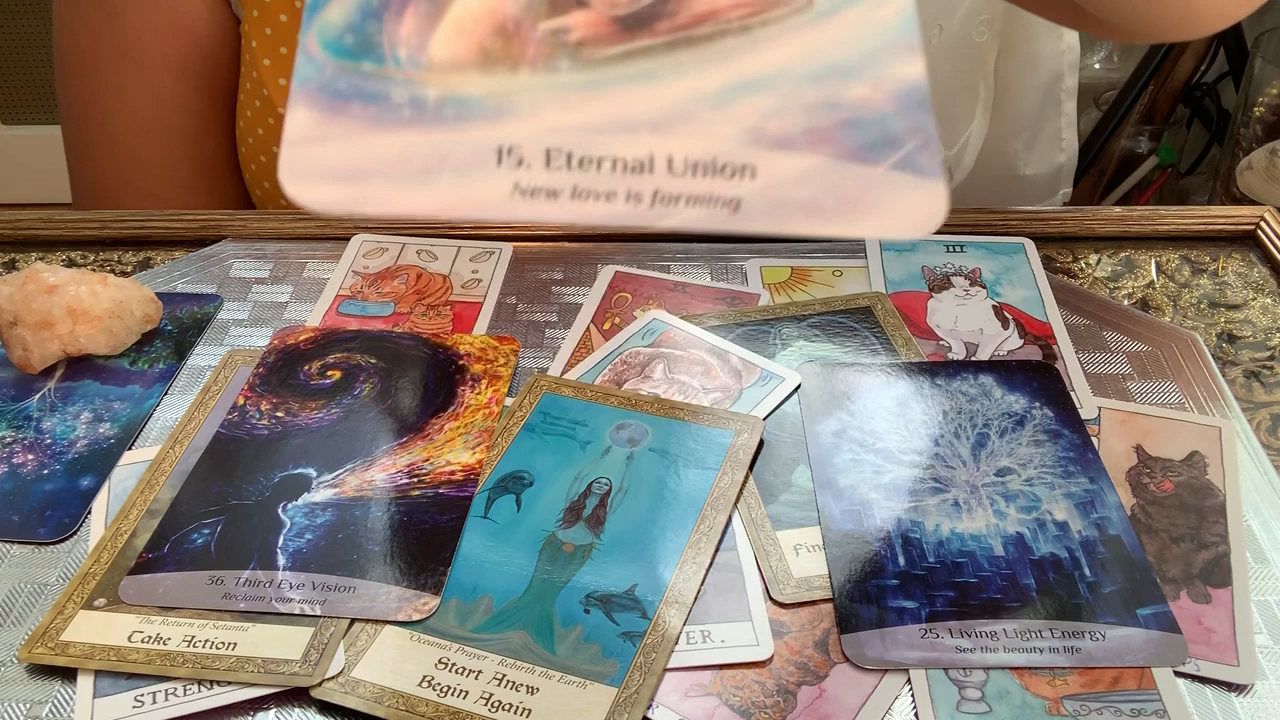 15. Eternal Union
New love is forming
III
36. Third Eye Vision
Reclaim your mind
"The Return of Setanta"
Take Action
"Oceana's Prayer - Rebirth the Earth"
Start Anew
Begin Again
25. Living Light Energy
See the beauty in life